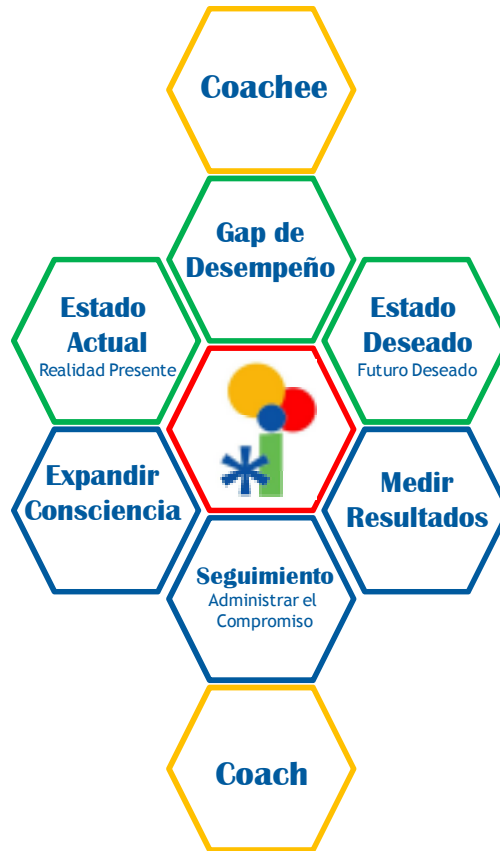 Coachee
Gap de
Desempeño
Estado
Actual
Realidad Presente
Estado
Deseado
Futuro Deseado
Expandir
Consciencia
Medir
Resultados
Seguimiento
Administrar el
Compromiso
Coach